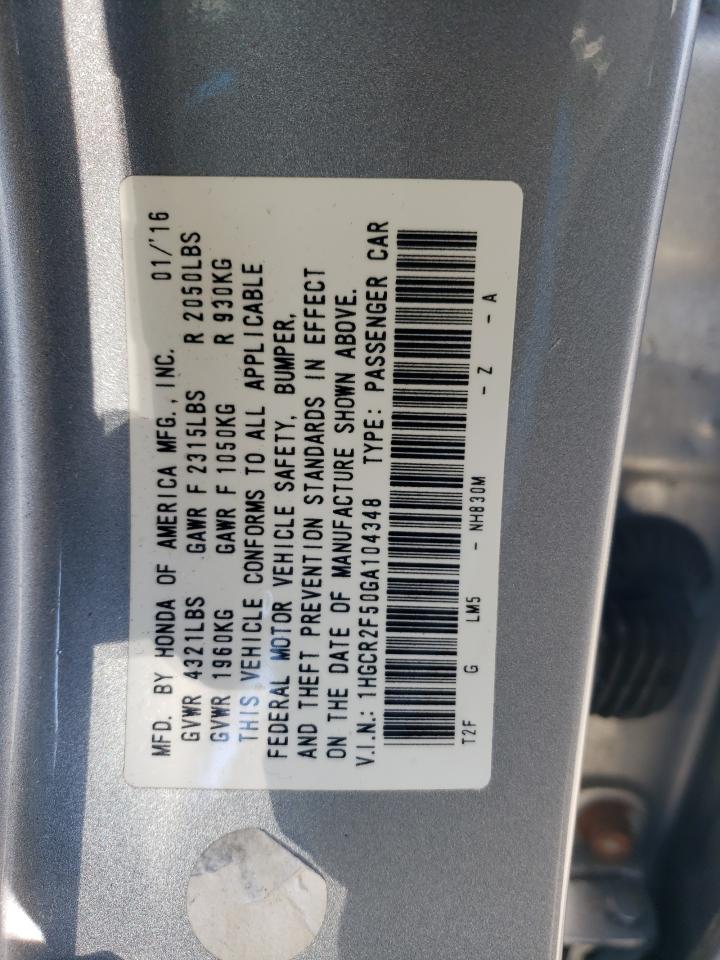 MFD. BY HONDA OF AMERICA MFG., INC. 01/'16
GVWR 4321LBS GAWR F 2315LBS R 2050LBS
GVWR 1960KG GAWR F 1050KG R 930KG
THIS VEHICLE CONFORMS TO ALL APPLICABLE
FEDERAL MOTOR VEHICLE SAFETY, BUMPER,
AND THEFT PREVENTION STANDARDS IN EFFECT
ON THE DATE OF MANUFACTURE SHOWN ABOVE.
V.I.N.: 1HGCR2F50GA104348 TYPE: PASSENGER CAR
T2F G LM5 - NH830M - Z - A